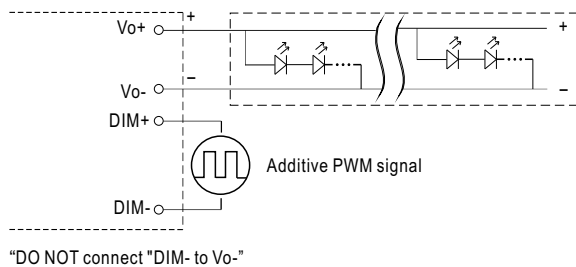 Vo+
+
+
Vo-
−
−
DIM+
Additive PWM signal
DIM-
“DO NOT connect "DIM- to Vo-”